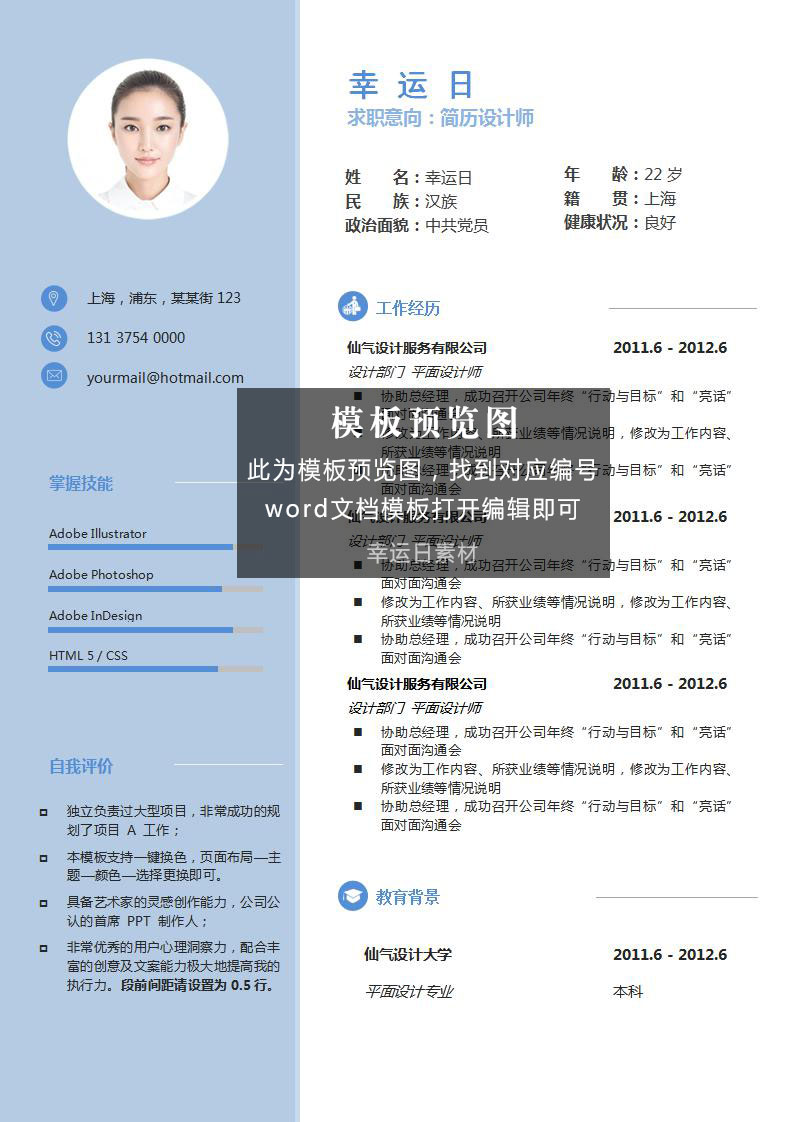 幸 运 日
求职意向：简历设计师
姓　　名：幸运日
年　　龄：22 岁
民　　族：汉族
籍　　贯：上海
政治面貌：中共党员
健康状况：良好
上海，浦东，某某街 123
131 3754 0000
yourmail@hotmail.com
掌握技能
Adobe Illustrator
Adobe Photoshop
Adobe InDesign
HTML 5 / CSS
自我评价
独立负责过大型项目，非常成功的规
划了项目 A 工作；
本模板支持一键换色，页面布局—主
题—颜色—选择更换即可。
具备艺术家的灵感创作能力，公司公
认的首席 PPT 制作人；
非常优秀的用户心理洞察力，配合丰
富的创意及文案能力极大地提高我的
执行力。段前间距请设置为 0.5 行。
工作经历
仙气设计服务有限公司 2011.6 - 2012.6
设计部门 平面设计师
协助总经理，成功召开公司年终“行动与目标”和“亮话”
面对面沟通会
修改为工作内容、所获业绩等情况说明，修改为工作内容、
所获业绩等情况说明
面对面沟通会
仙气设计服务有限公司 2011.6 - 2012.6
设计部门 平面设计师
协助总经理，成功召开公司年终“行动与目标”和“亮话”
面对面沟通会
修改为工作内容、所获业绩等情况说明，修改为工作内容、
所获业绩等情况说明
协助总经理，成功召开公司年终“行动与目标”和“亮话”
面对面沟通会
仙气设计服务有限公司 2011.6 - 2012.6
设计部门 平面设计师
协助总经理，成功召开公司年终“行动与目标”和“亮话”
面对面沟通会
修改为工作内容、所获业绩等情况说明，修改为工作内容、
所获业绩等情况说明
协助总经理，成功召开公司年终“行动与目标”和“亮话”
面对面沟通会
模板预览图
此为模板预览图，找到对应编号
word文档模板打开编辑即可
幸运日素材
教育背景
仙气设计大学 2011.6 - 2012.6
平面设计专业 本科